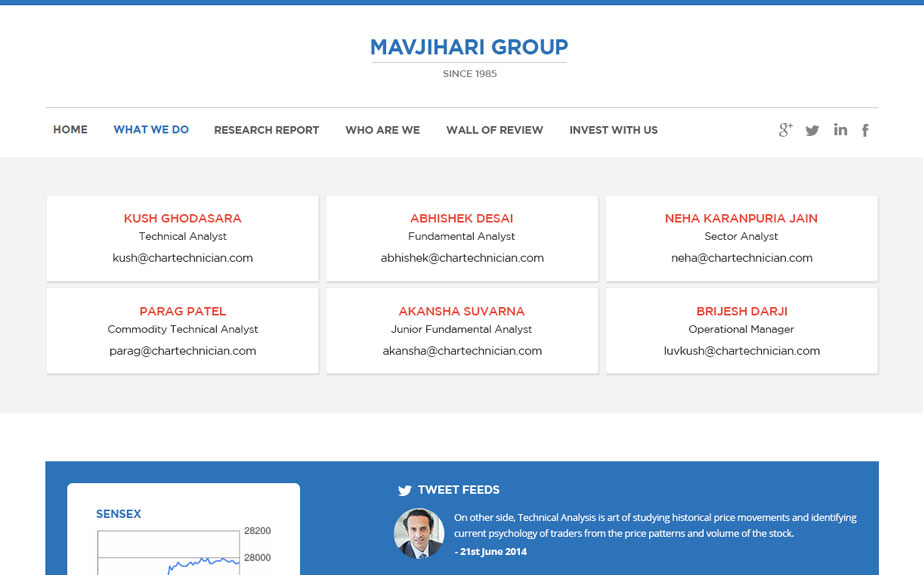 MAVJIHARI GROUP
SINCE 1985
HOME WHAT WE DO RESEARCH REPORT WHO ARE WE WALL OF REVIEW INVEST WITH US
KUSH GHODASARA
Technical Analyst
kush@chartechnician.com
ABHISHEK DESAI
Fundamental Analyst
abhishek@chartechnician.com
NEHA KARANPURIA JAIN
Sector Analyst
neha@chartechnician.com
PARAG PATEL
Commodity Technical Analyst
parag@chartechnician.com
AKANSHA SUVARNA
Junior Fundamental Analyst
akansha@chartechnician.com
BRIJESH DARJI
Operational Manager
luvkush@chartechnician.com
SENSEX
28200
28000
TWEET FEEDS
On other side, Technical Analysis is art of studying historical price movements and identifying
current psychology of traders from the price patterns and volume of the stock.
- 21st June 2014